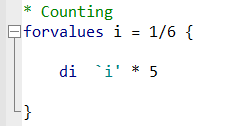 * Counting
forvalues i = 1/6 {
di `i' * 5
}